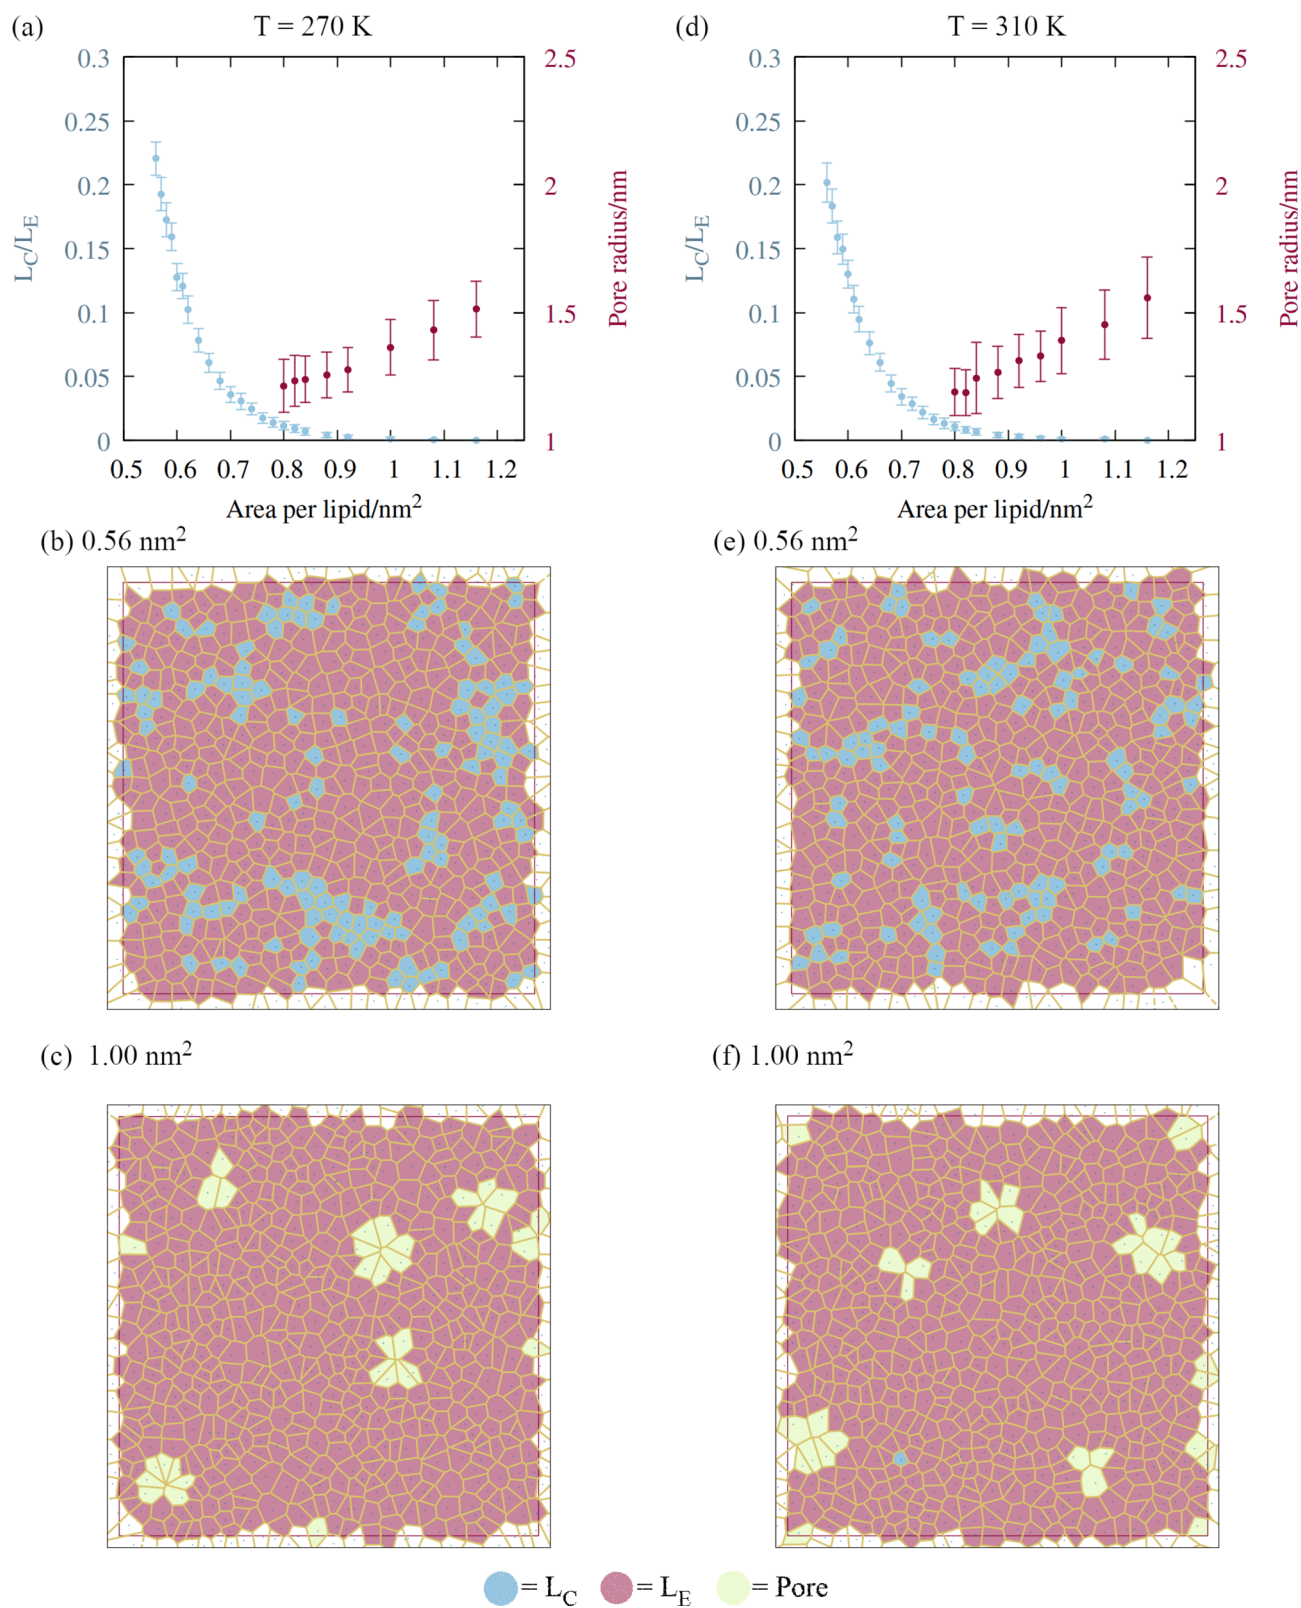 (a) T = 270 K
0.3
0.25
0.2
0.15
0.1
0.05
0
L_C/L_E
2.5
2
1.5
1
Pore radius/nm
0.5 0.6 0.7 0.8 0.9 1 1.1 1.2
Area per lipid/nm²
(d) T = 310 K
0.3
0.25
0.2
0.15
0.1
0.05
0
L_C/L_E
2.5
2
1.5
1
Pore radius/nm
0.5 0.6 0.7 0.8 0.9 1 1.1 1.2
Area per lipid/nm²
(b) 0.56 nm²
(e) 0.56 nm²
(c) 1.00 nm²
(f) 1.00 nm²
= L_C = L_E = Pore